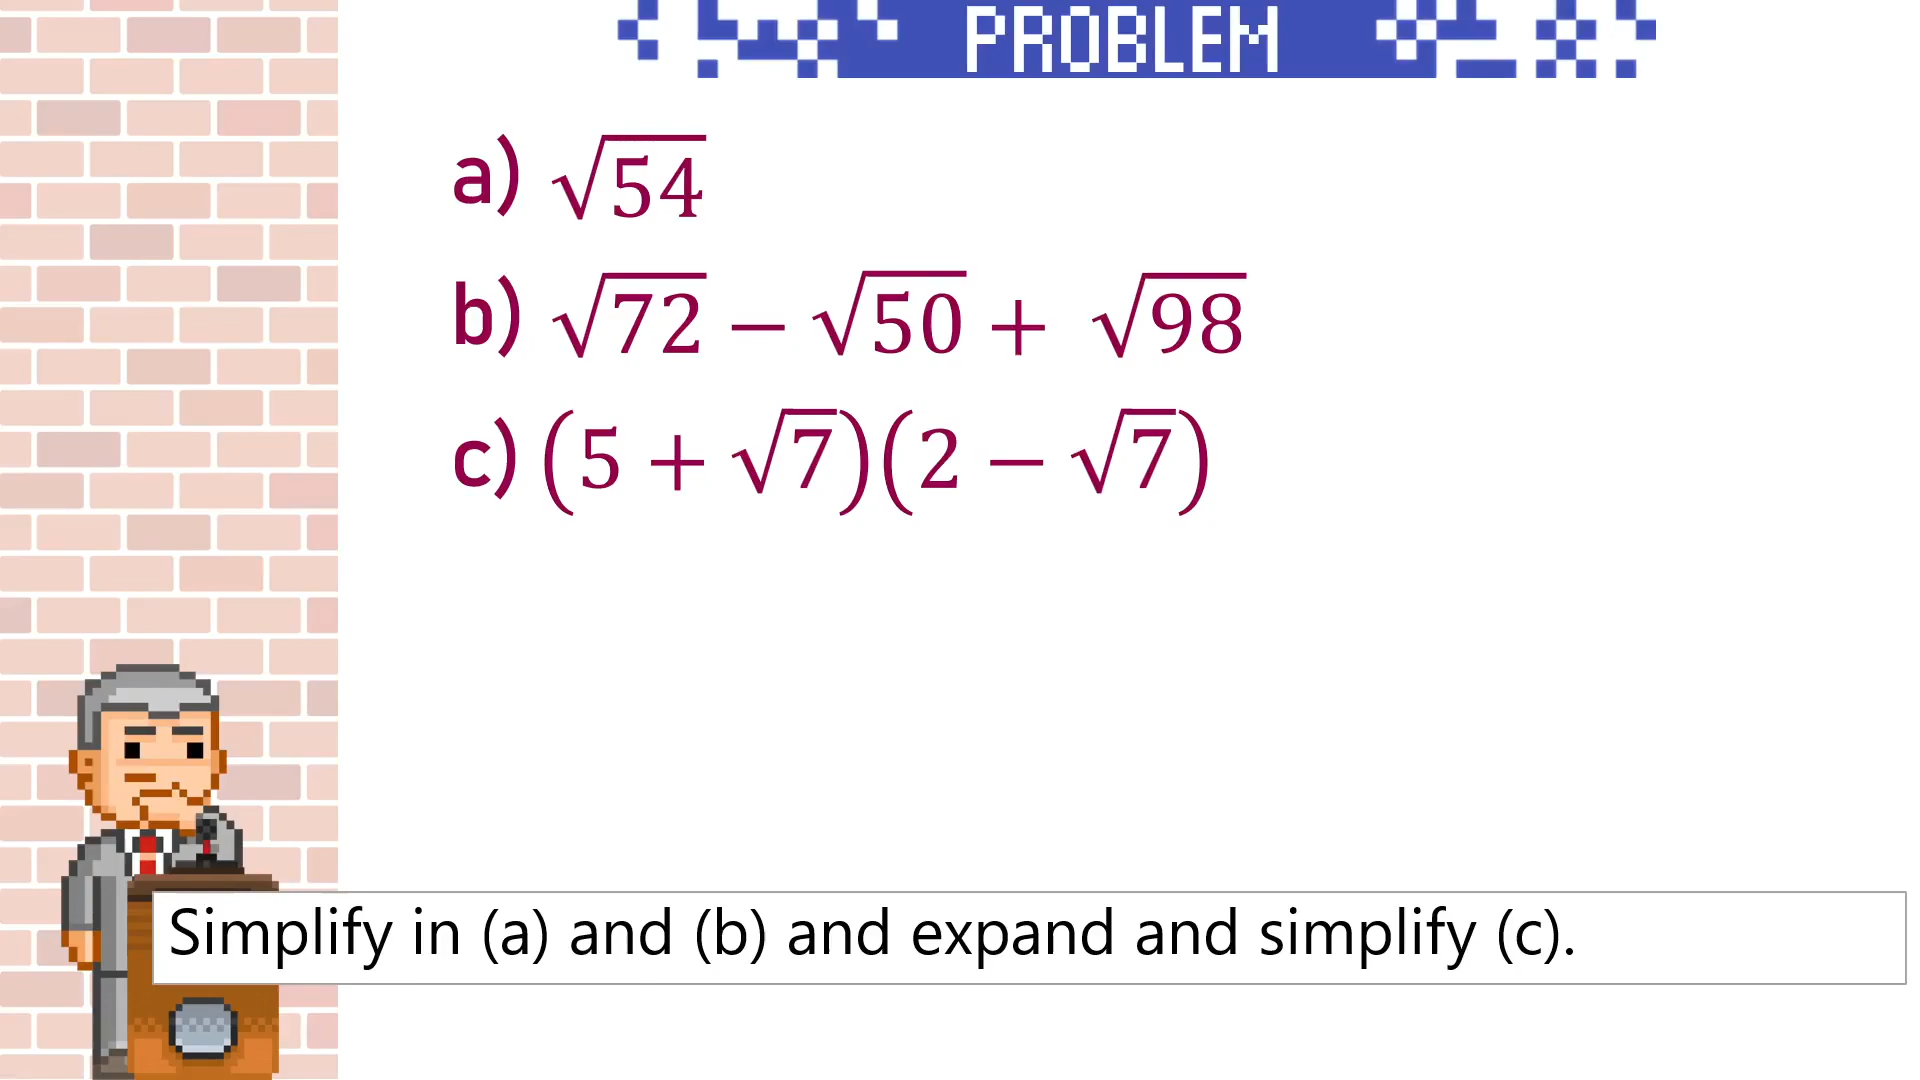 PROBLEM
a) √54
b) √72 − √50 + √98
c) (5 + √7)(2 − √7)
Simplify in (a) and (b) and expand and simplify (c).